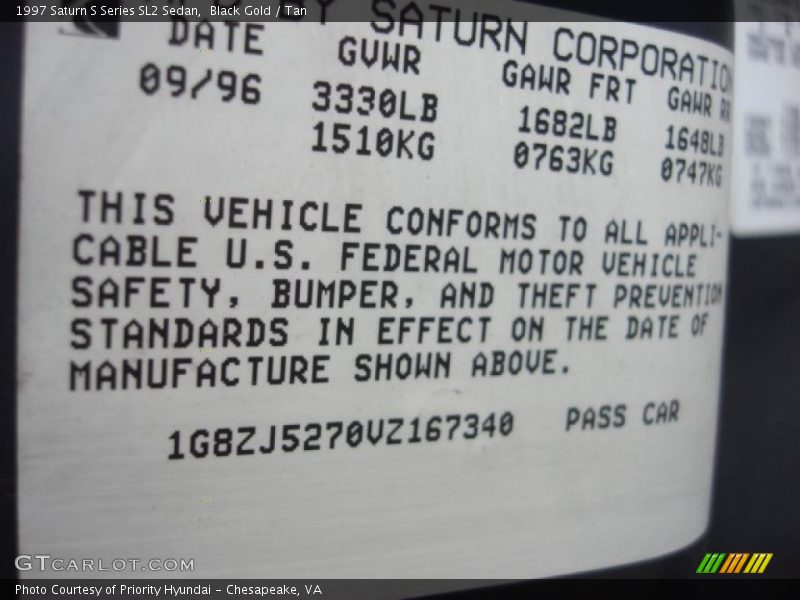 1997 Saturn S Series SL2 Sedan, Black Gold / Tan
BY SATURN CORPORATION
DATE GVWR GAWR FRT GAWR RR
09/96 3330LB 1682LB 1648LB
1510KG 0763KG 0747KG
THIS VEHICLE CONFORMS TO ALL APPLI-
CABLE U.S. FEDERAL MOTOR VEHICLE
SAFETY, BUMPER, AND THEFT PREVENTION
STANDARDS IN EFFECT ON THE DATE OF
MANUFACTURE SHOWN ABOVE.
1G8ZJ5270VZ167340 PASS CAR
GTCARLOT.COM
Photo Courtesy of Priority Hyundai - Chesapeake, VA